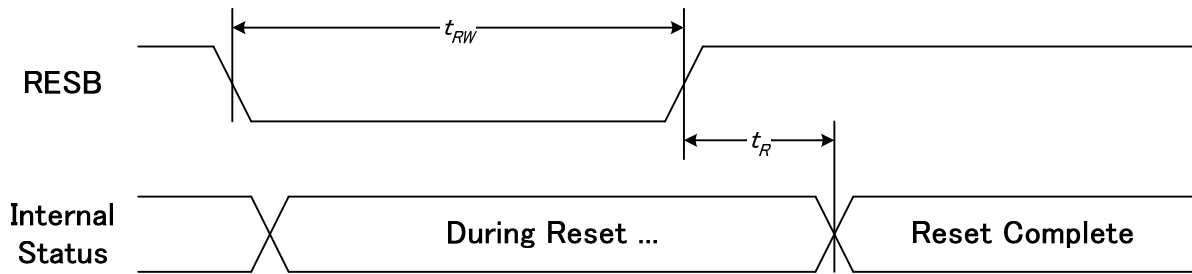 t_RW
RESB
t_R
Internal
Status
During Reset ...
Reset Complete